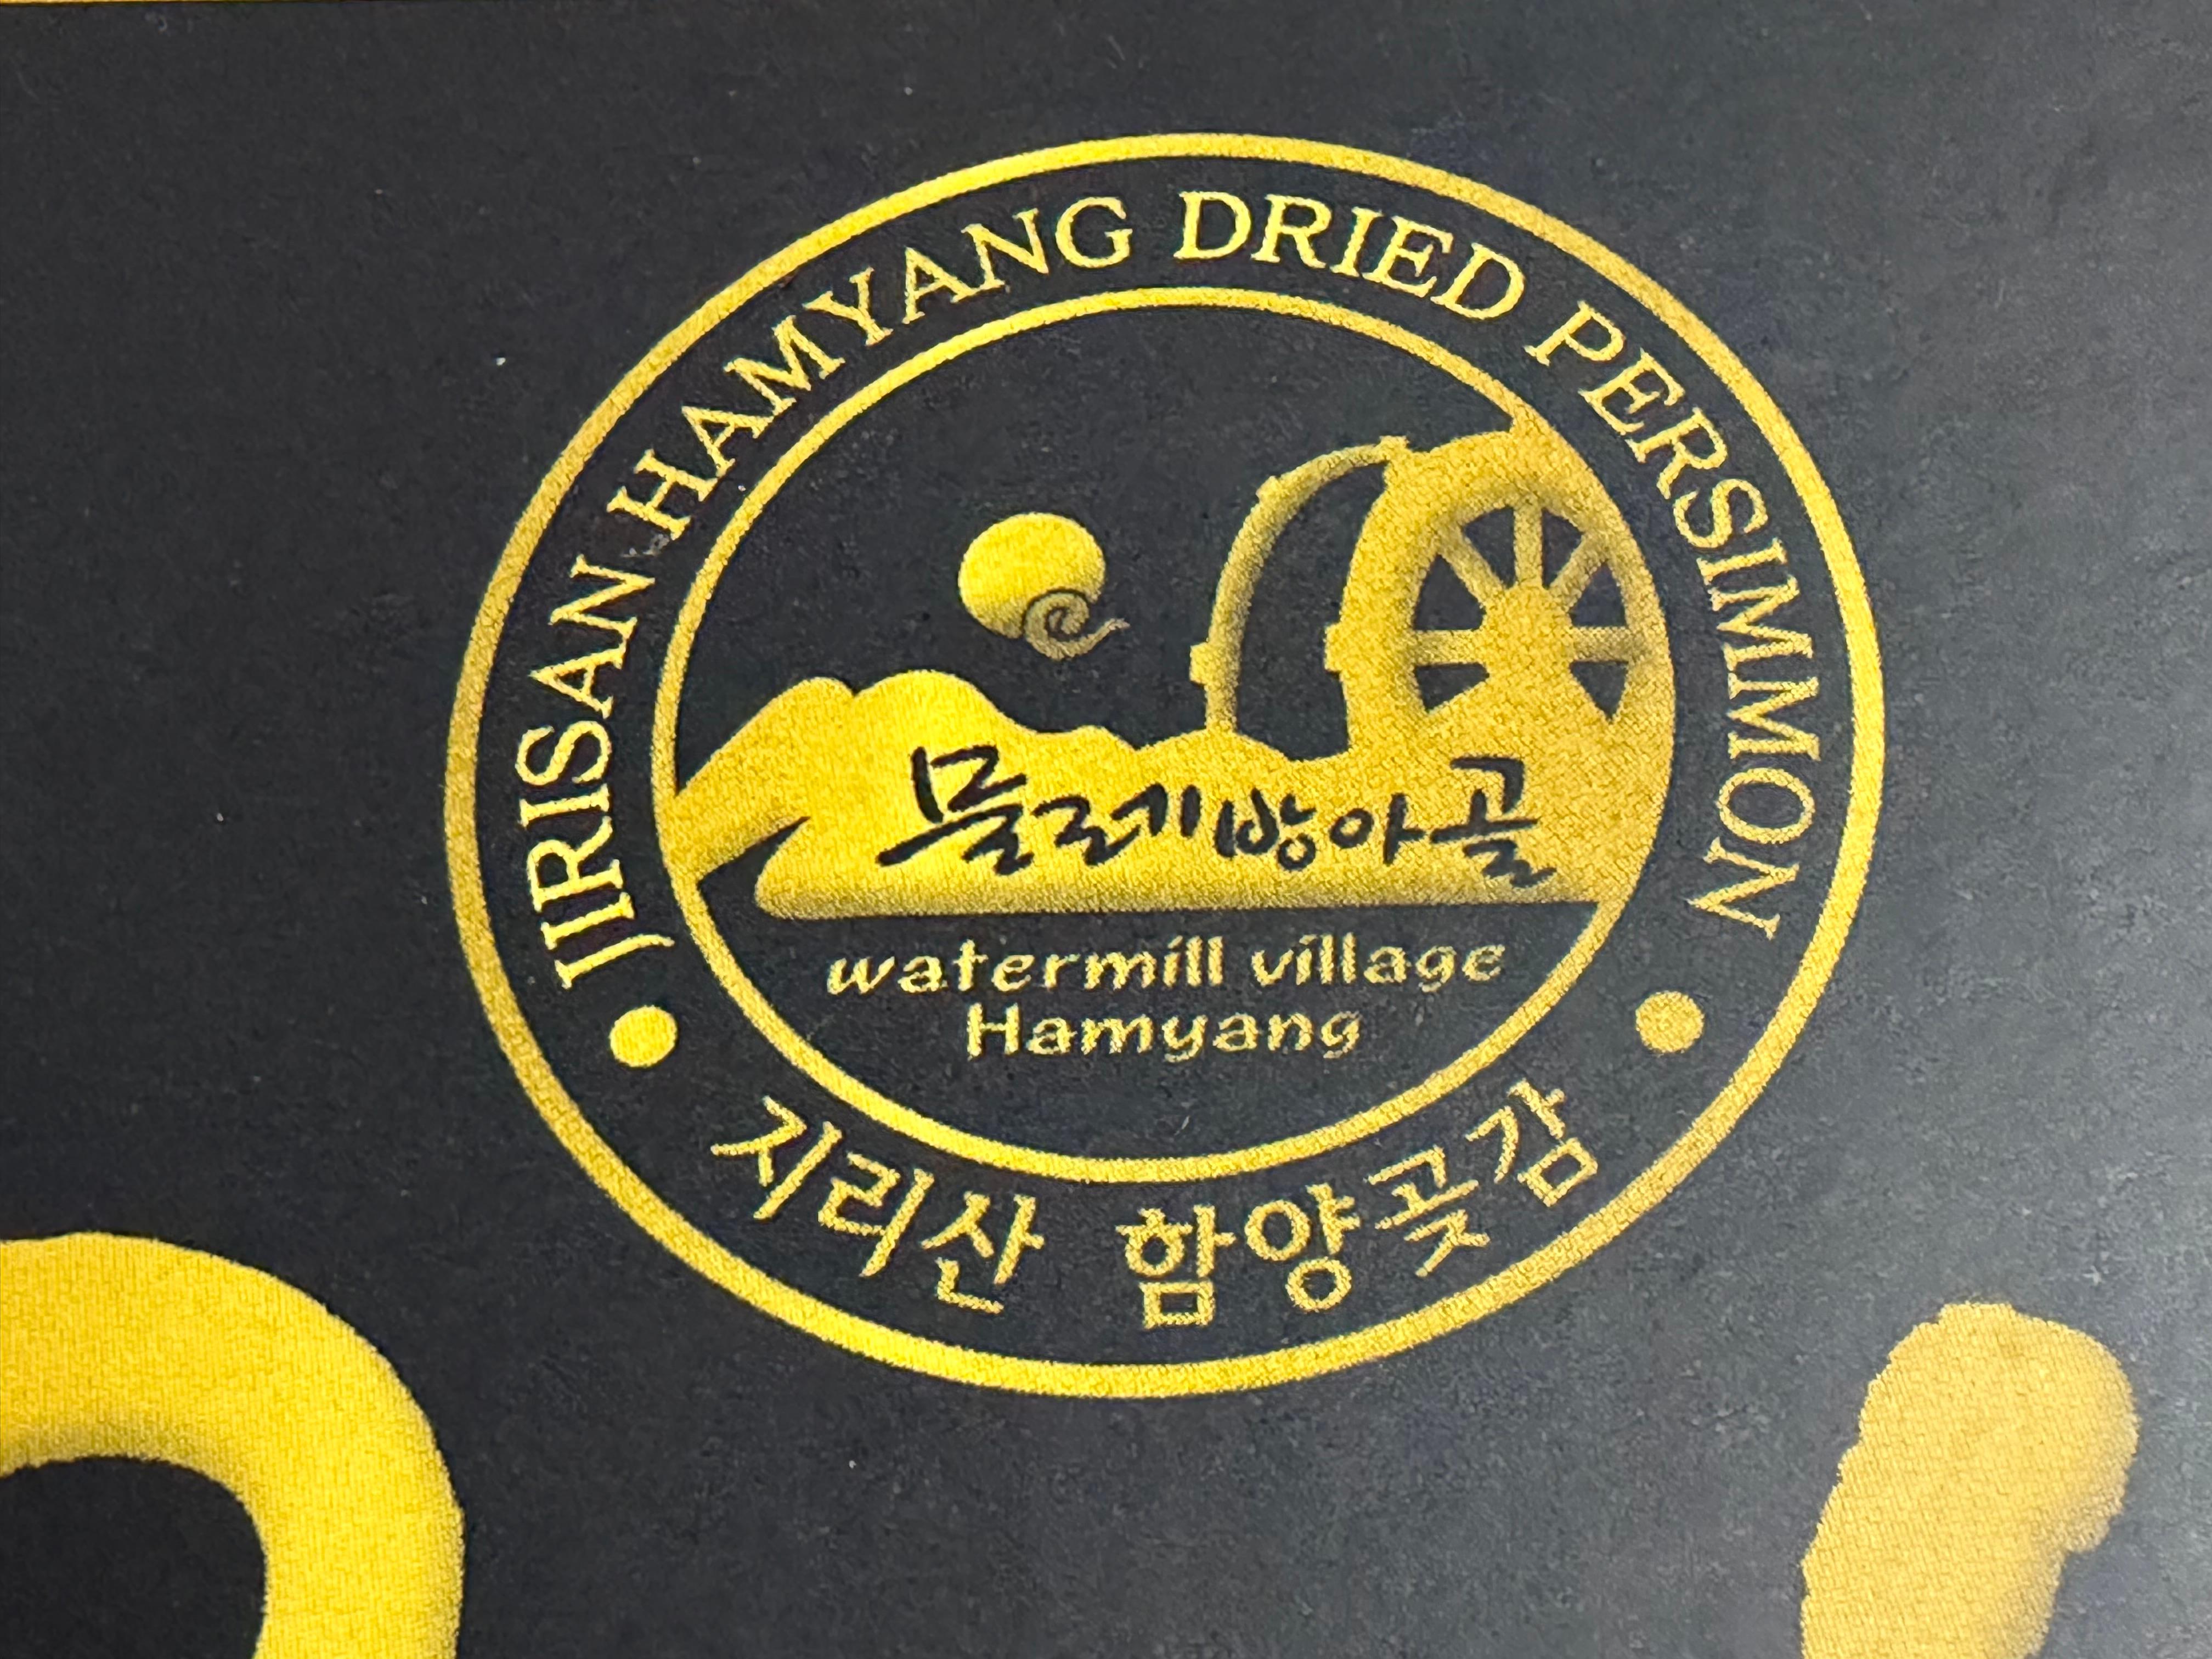 JIRISAN HAMYANG DRIED PERSIMMON
물레방아골
watermill village
Hamyang
지리산 함양곶감